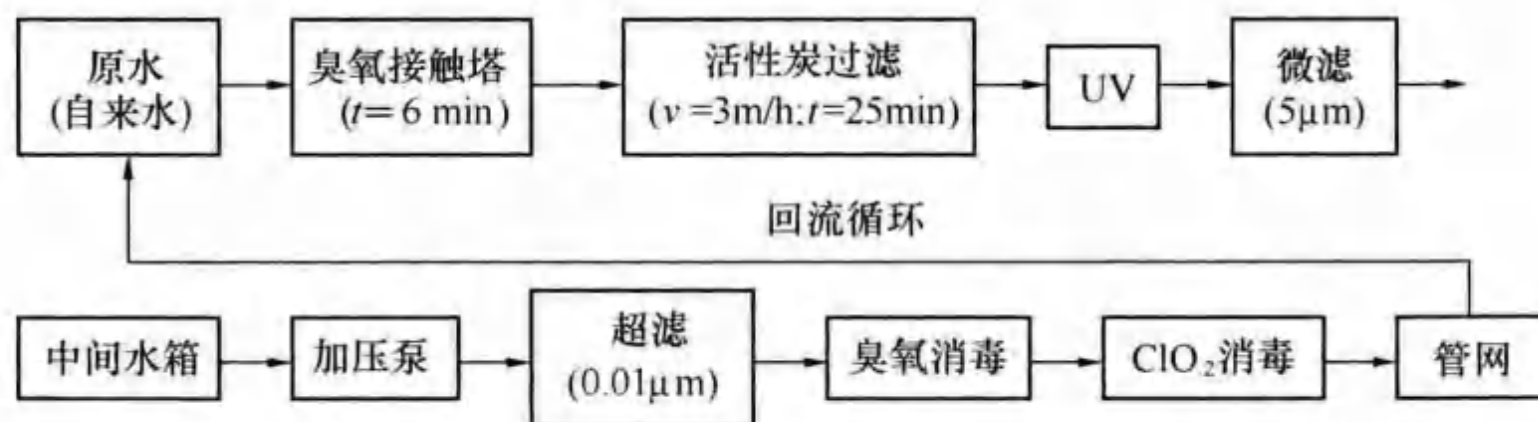 原水
(自来水)
臭氧接触塔
(t=6 min)
活性炭过滤
(v=3m/h;t=25min)
UV
微滤
(5μm)
回流循环
中间水箱
加压泵
超滤
(0.01μm)
臭氧消毒
ClO₂消毒
管网